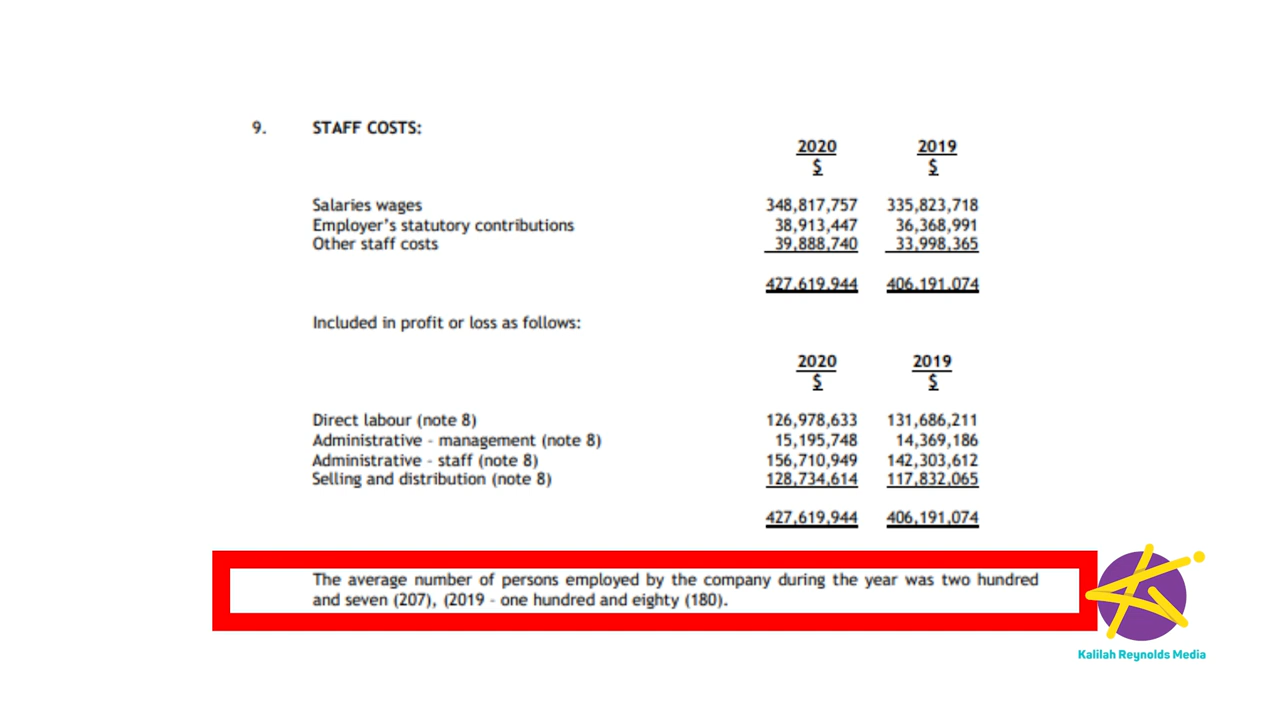 9. STAFF COSTS:
2020 2019
$ $
Salaries wages 348,817,757 335,823,718
Employer's statutory contributions 38,913,447 36,368,991
Other staff costs 39,888,740 33,998,365
427,619,944 406,191,074
Included in profit or loss as follows:
2020 2019
$ $
Direct labour (note 8) 126,978,633 131,686,211
Administrative - management (note 8) 15,195,748 14,369,186
Administrative - staff (note 8) 156,710,949 142,303,612
Selling and distribution (note 8) 128,734,614 117,832,065
427,619,944 406,191,074
The average number of persons employed by the company during the year was two hundred
and seven (207), (2019 - one hundred and eighty (180).
Kalilah Reynolds Media